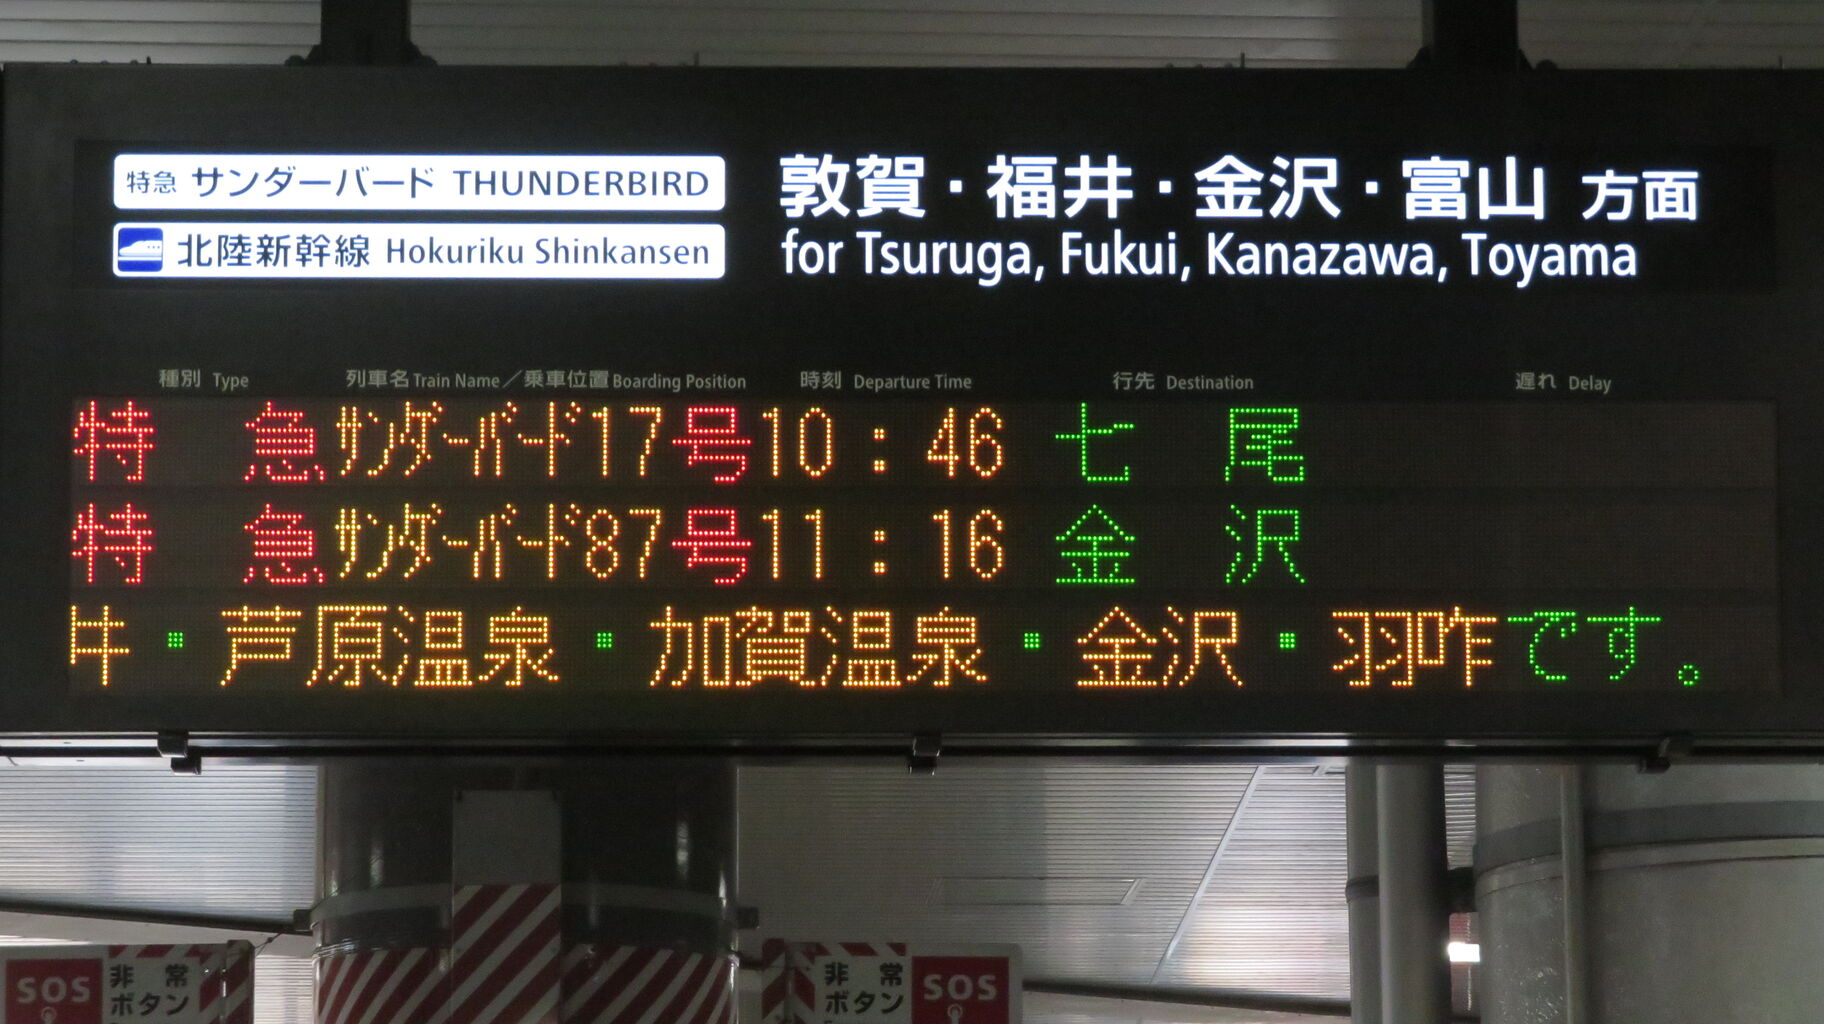 特急 サンダーバード THUNDERBIRD
北陸新幹線 Hokuriku Shinkansen
敦賀・福井・金沢・富山 方面
for Tsuruga, Fukui, Kanazawa, Toyama
種別 Type 列車名 Train Name／乗車位置 Boarding Position 時刻 Departure Time 行先 Destination 遅れ Delay
特急 サンダーバード17号 10:46 七尾
特急 サンダーバード87号 11:16 金沢
・芦原温泉・加賀温泉・金沢・羽咋です。
SOS 非常
ボタン
非常 SOS
ボタン